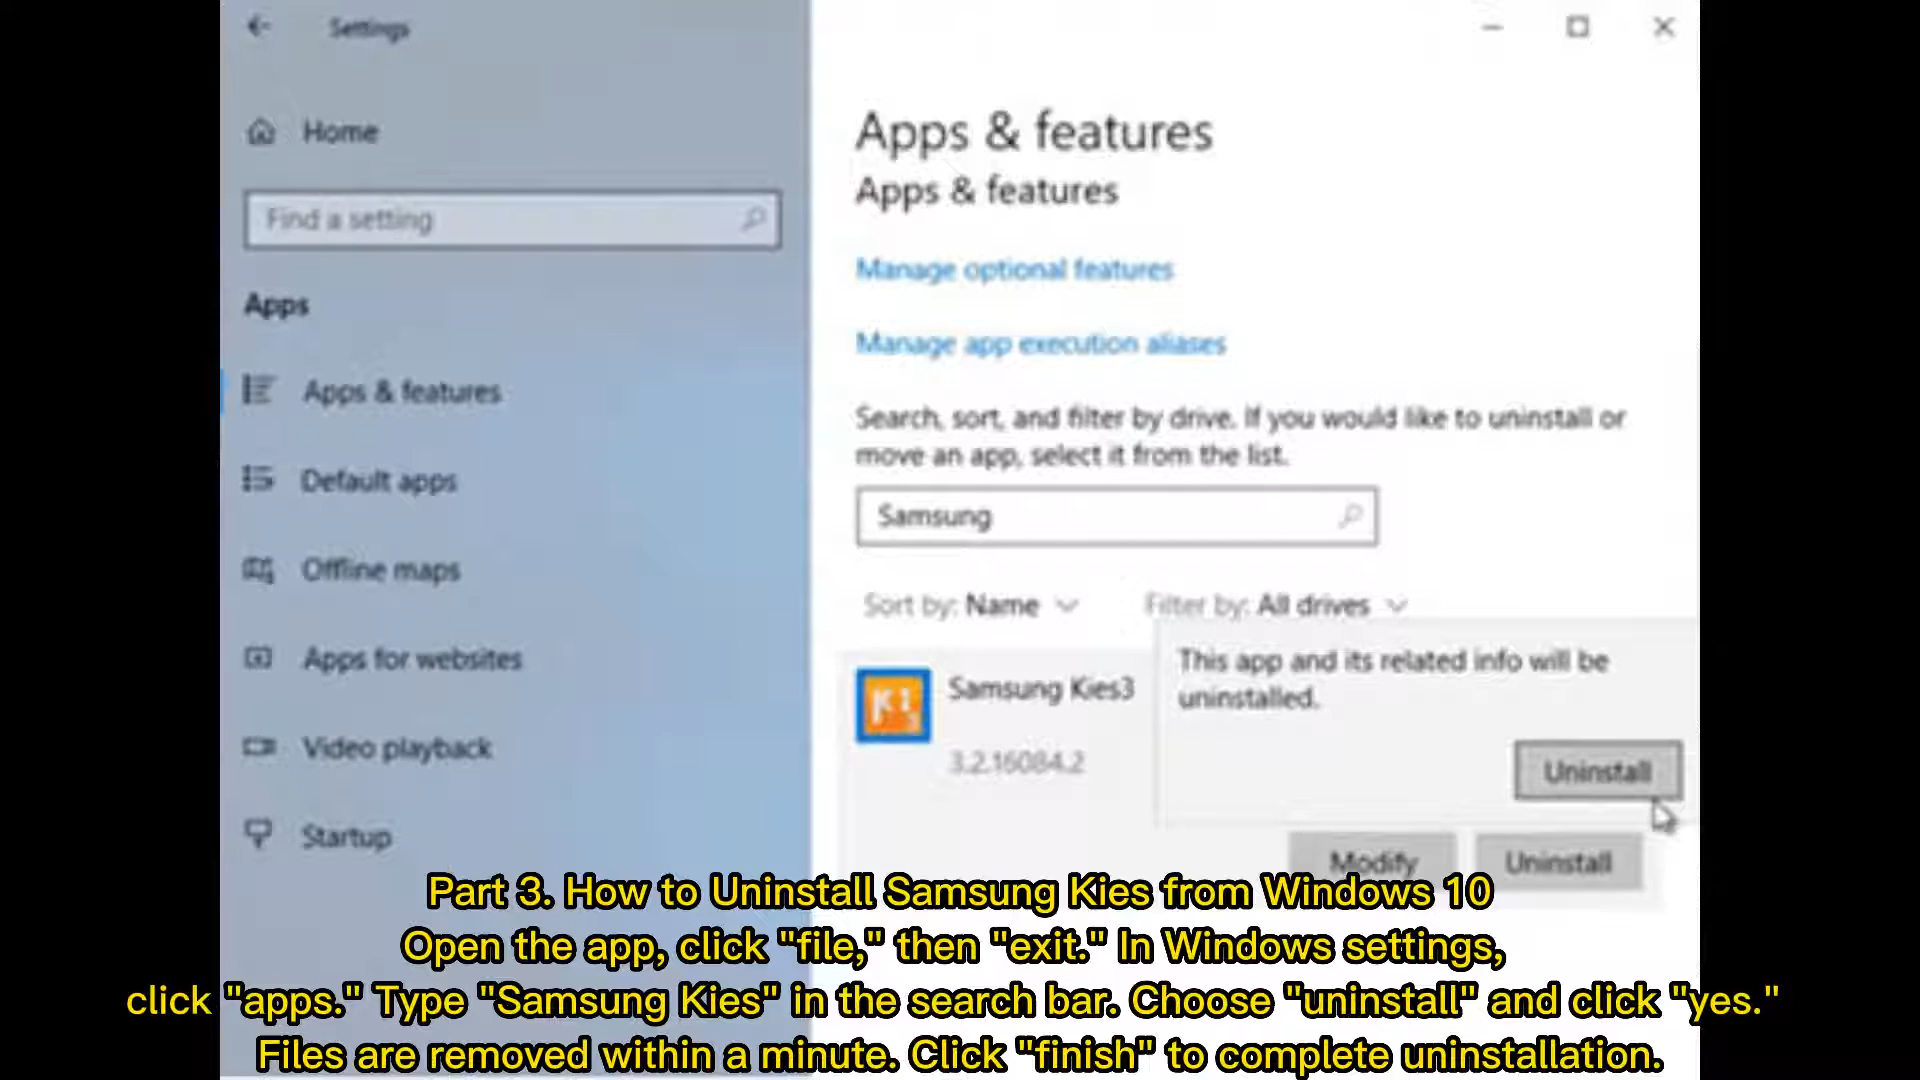 Settings
Home
Find a setting
Apps
Apps & features
Default apps
Offline maps
Apps for websites
Video playback
Startup
Apps & features
Apps & features
Manage optional features
Manage app execution aliases
Search, sort, and filter by drive. If you would like to uninstall or
move an app, select it from the list.
Samsung
Sort by: Name
Filter by: All drives
This app and its related info will be
uninstalled.
Uninstall
Samsung Kies3
3.2.16084.2
Modify
Uninstall
Part 3. How to Uninstall Samsung Kies from Windows 10
Open the app, click "file," then "exit." In Windows settings,
click "apps." Type "Samsung Kies" in the search bar. Choose "uninstall" and click "yes."
Files are removed within a minute. Click "finish" to complete uninstallation.